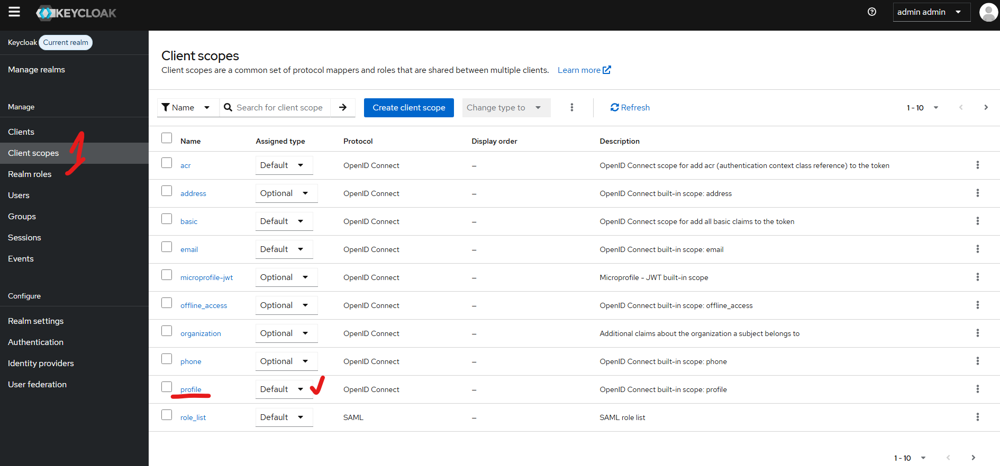 KEYCLOAK
admin admin
Keycloak Current realm
Manage realms
Manage
Clients
Client scopes
1
Realm roles
Users
Groups
Sessions
Events
Configure
Realm settings
Authentication
Identity providers
User federation
Client scopes
Client scopes are a common set of protocol mappers and roles that are shared between multiple clients. Learn more
Name Search for client scope Create client scope Change type to Refresh 1 - 10
Name Assigned type Protocol Display order Description
acr Default OpenID Connect – OpenID Connect scope for add acr (authentication context class reference) to the token
address Optional OpenID Connect – OpenID Connect built-in scope: address
basic Default OpenID Connect – OpenID Connect scope for add all basic claims to the token
email Default OpenID Connect – OpenID Connect built-in scope: email
microprofile-jwt Optional OpenID Connect – Microprofile - JWT built-in scope
offline_access Optional OpenID Connect – OpenID Connect built-in scope: offline_access
organization Optional OpenID Connect – Additional claims about the organization a subject belongs to
phone Optional OpenID Connect – OpenID Connect built-in scope: phone
profile Default OpenID Connect – OpenID Connect built-in scope: profile
role_list Default SAML – SAML role list
1 - 10